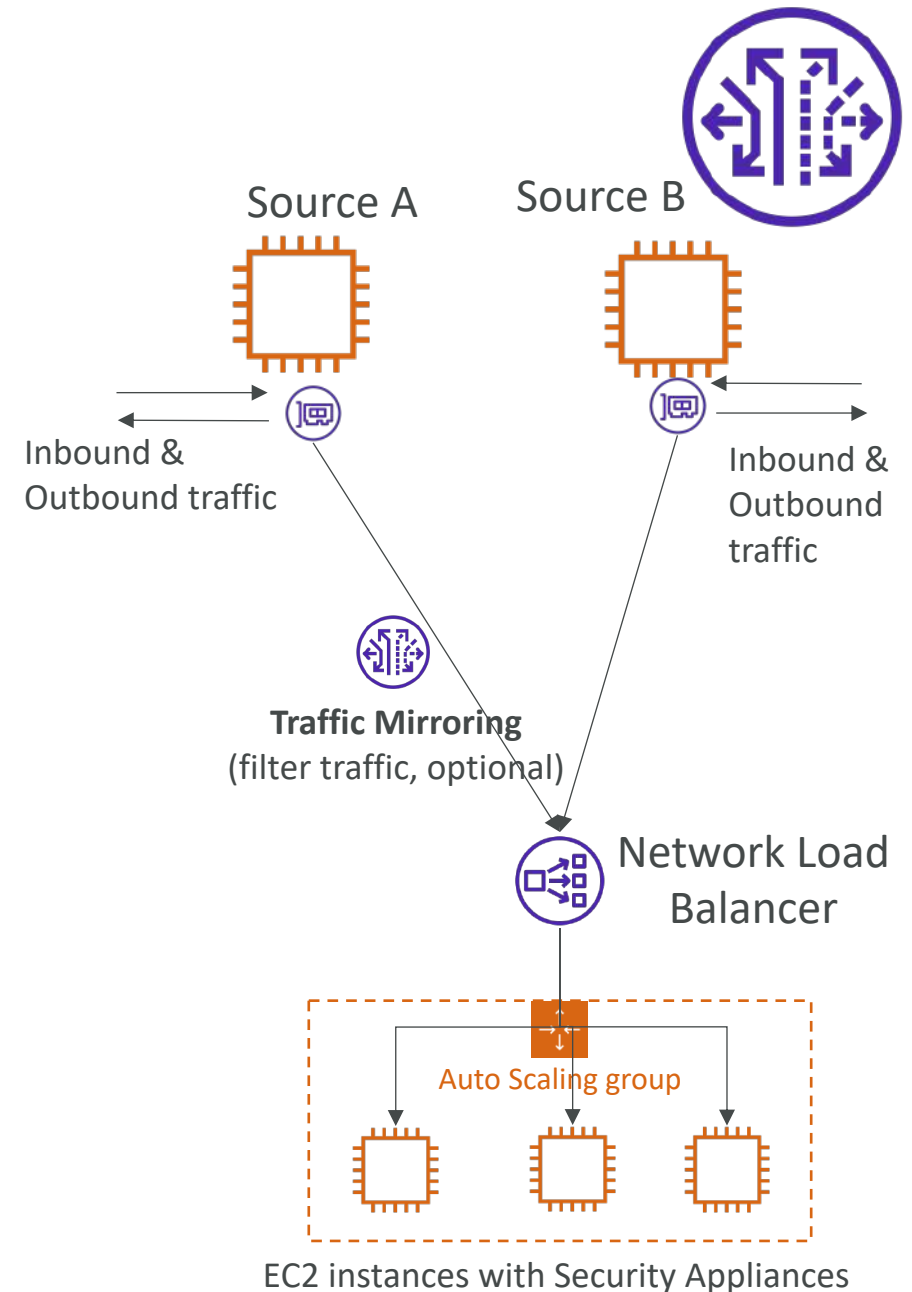 Source A
Source B
Inbound &
Outbound traffic
Inbound &
Outbound
traffic
Traffic Mirroring
(filter traffic, optional)
Network Load
Balancer
Auto Scaling group
EC2 instances with Security Appliances